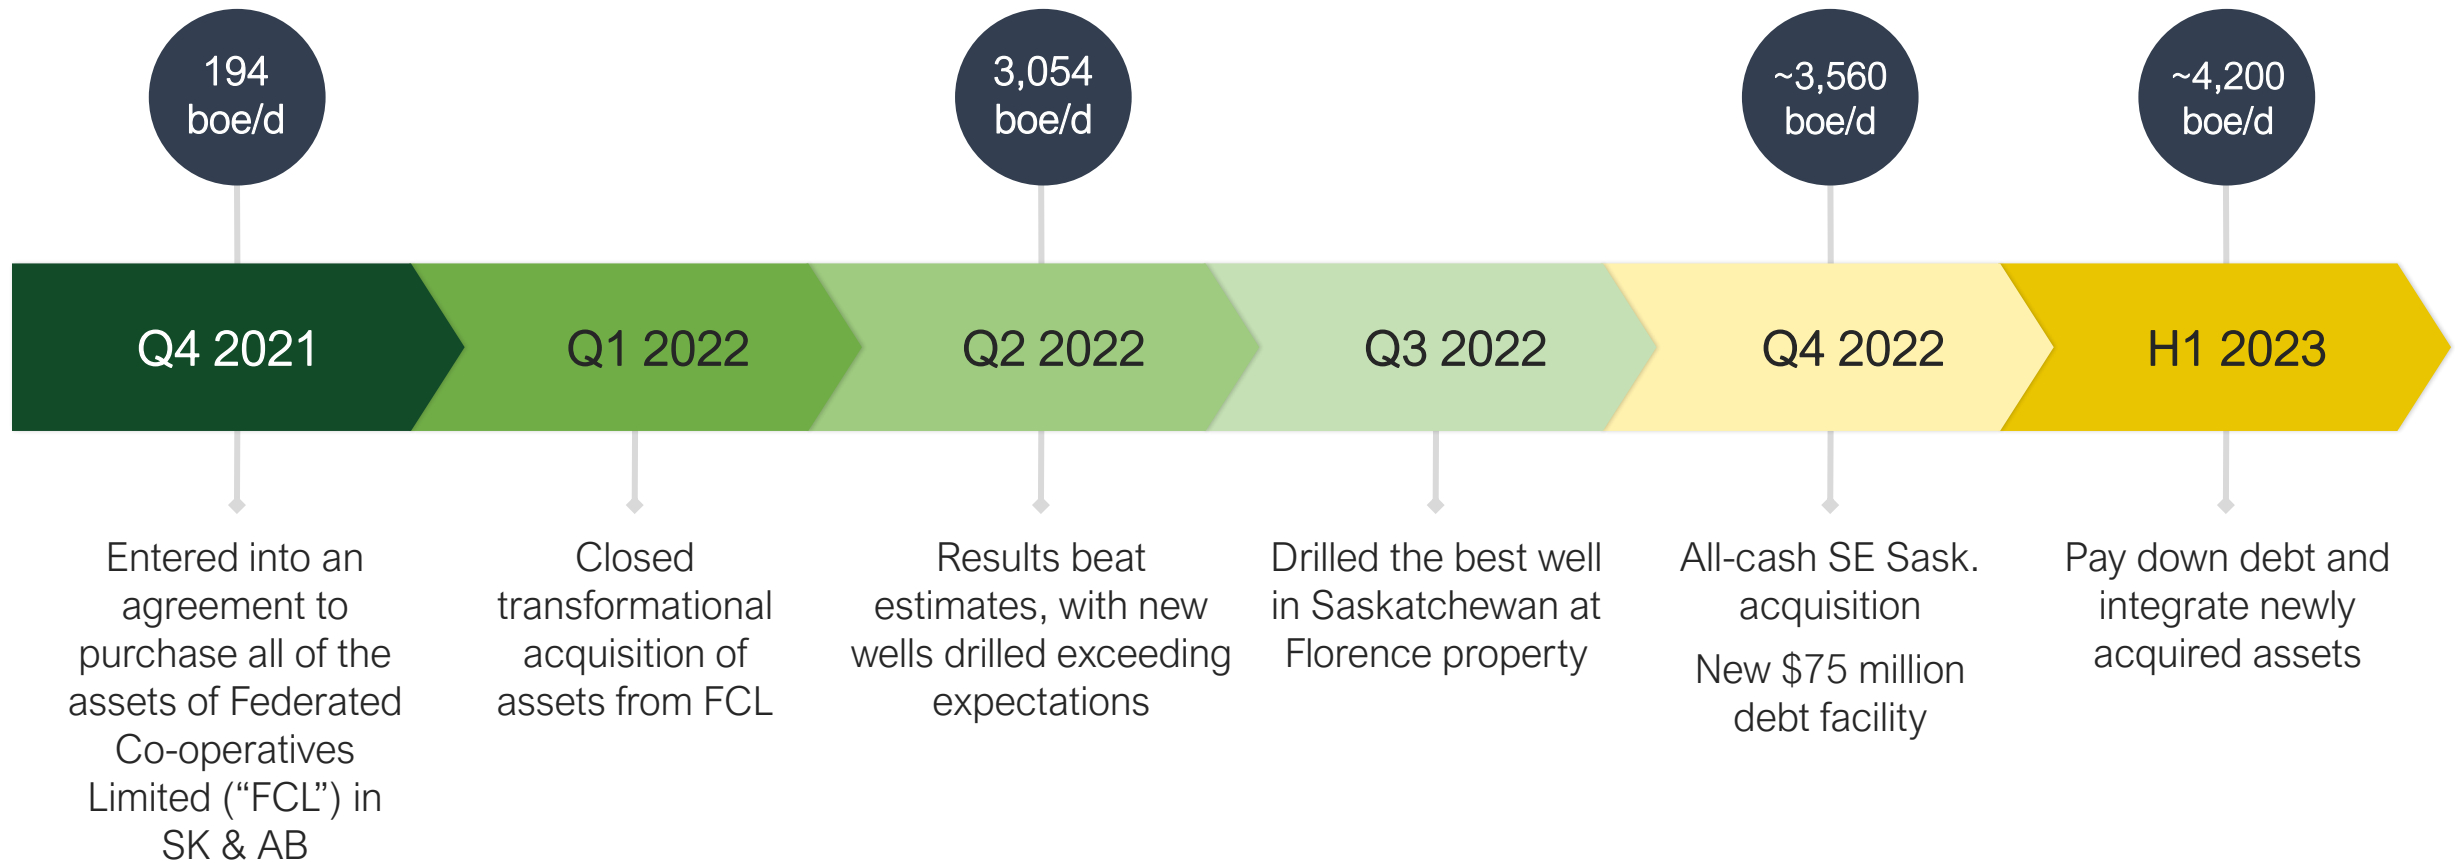 194
boe/d
3,054
boe/d
~3,560
boe/d
~4,200
boe/d
Q4 2021
Q1 2022
Q2 2022
Q3 2022
Q4 2022
H1 2023
Entered into an
agreement to
purchase all of the
assets of Federated
Co-operatives
Limited (“FCL”) in
SK & AB
Closed
transformational
acquisition of
assets from FCL
Results beat
estimates, with new
wells drilled exceeding
expectations
Drilled the best well
in Saskatchewan at
Florence property
All-cash SE Sask.
acquisition
New $75 million
debt facility
Pay down debt and
integrate newly
acquired assets